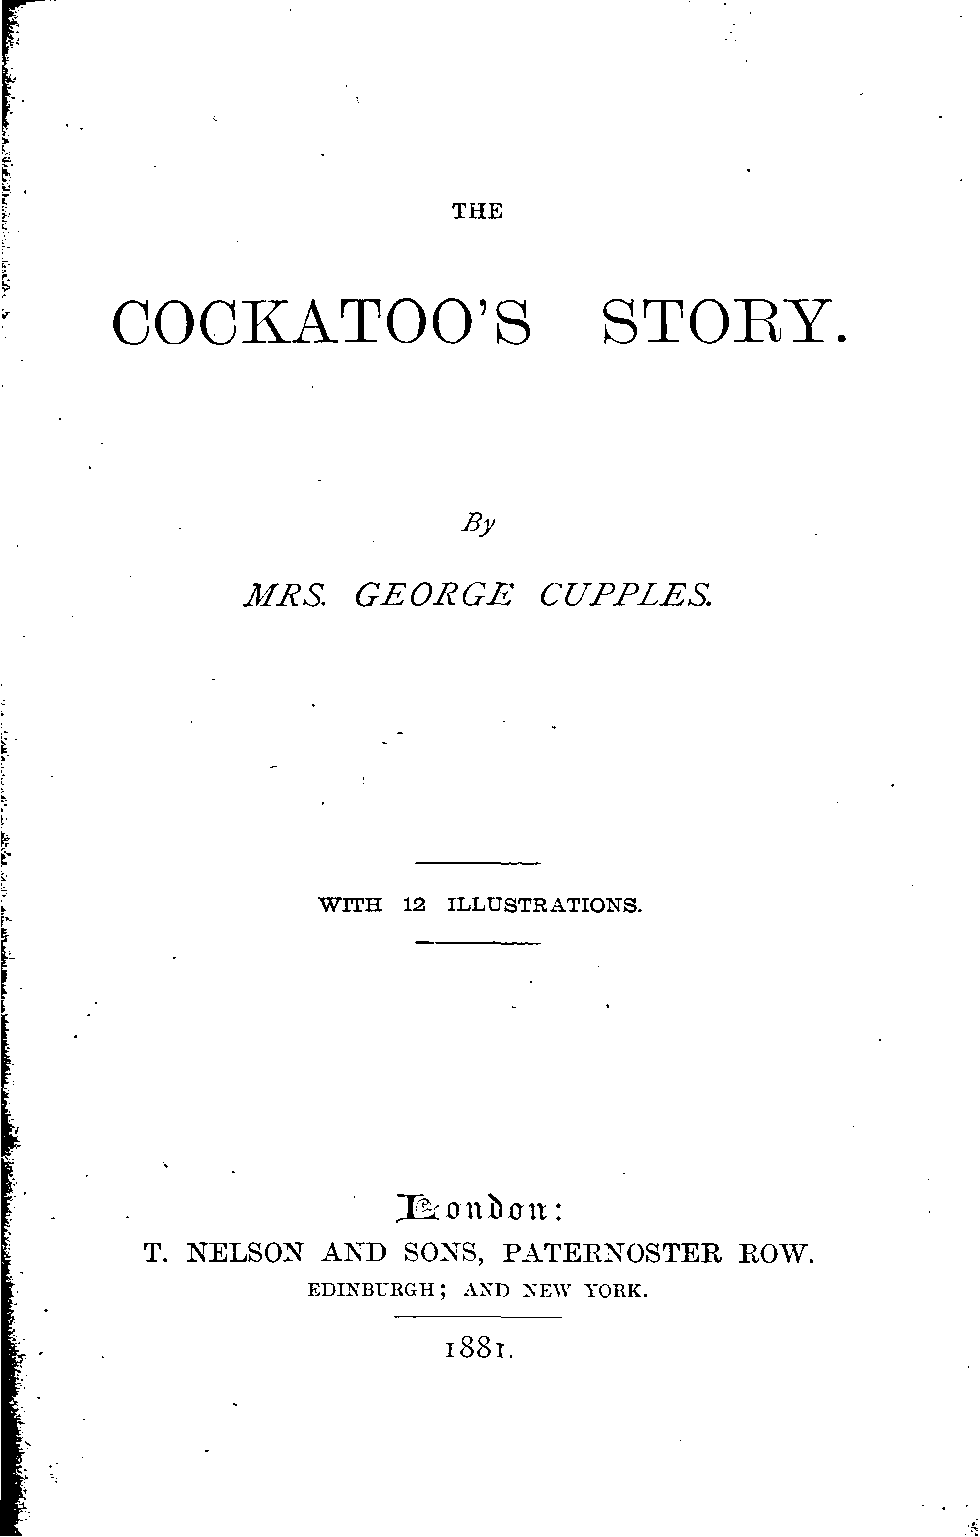 THE
COCKATOO'S STORY.
By
MRS. GEORGE CUPPLES.
WITH 12 ILLUSTRATIONS.
London:
T. NELSON AND SONS, PATERNOSTER ROW.
EDINBURGH; AND NEW YORK.
1881.